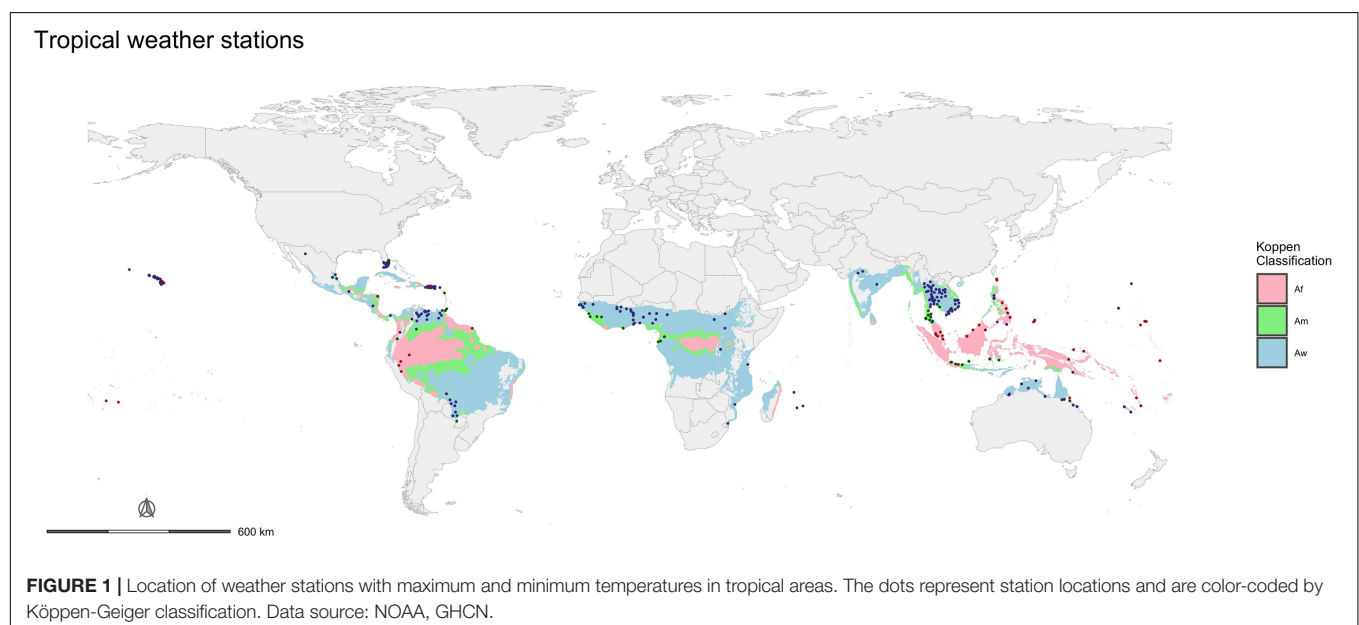 Tropical weather stations
Koppen
Classification
Af
Am
Aw
600 km
FIGURE 1 | Location of weather stations with maximum and minimum temperatures in tropical areas. The dots represent station locations and are color-coded by
Köppen-Geiger classification. Data source: NOAA, GHCN.